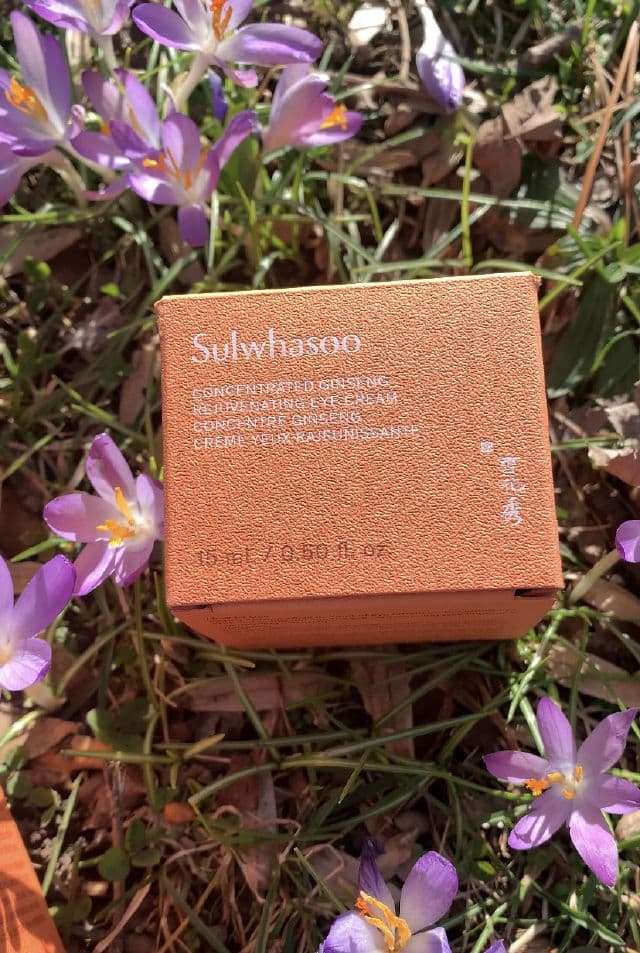 Sulwhasoo
CONCENTRATED GINSENG
REJUVENATING EYE CREAM
CONCENTRÉ GINSENG
CRÈME YEUX RAJEUNISSANTE
雪花秀
15 ml / 0.50 fl. oz.